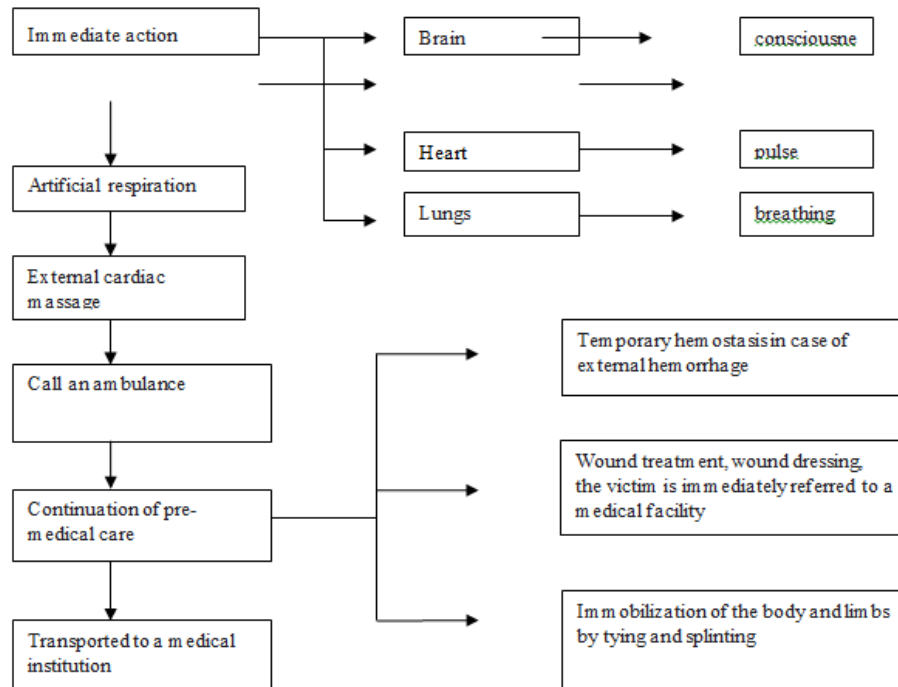 Immediate action
Brain
consciousne
Heart
pulse
Artificial respiration
Lungs
breathing
External cardiac
massage
Call an ambulance
Temporary hemostasis in case of
external hemorrhage
Continuation of pre-
medical care
Wound treatment, wound dressing,
the victim is immediately referred to a
medical facility
Transported to a medical
institution
Immobilization of the body and limbs
by tying and splinting